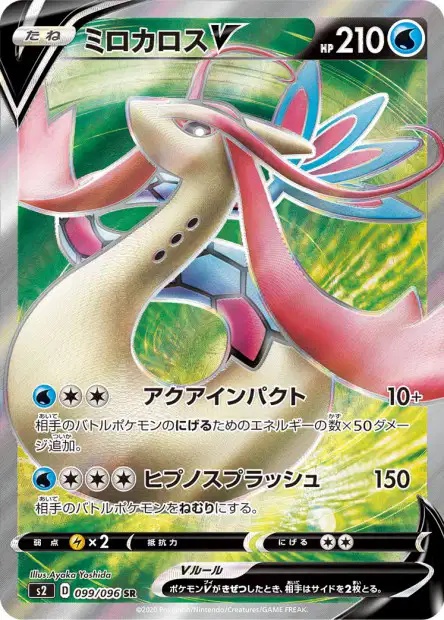 たね ミロカロスV HP 210
アクアインパクト 10+
相手のバトルポケモンのにげるためのエネルギーの数×50ダメ
ージ追加。
ヒプノスプラッシュ 150
相手のバトルポケモンをねむりにする。
弱点 ×2 抵抗力 にげる
Illus. Ayaka Yoshida
s2 D 099/096 SR
Vルール
ポケモンVがきぜつしたとき、相手はサイドを2枚とる。
©2020 Pokémon/Nintendo/Creatures/GAME FREAK.